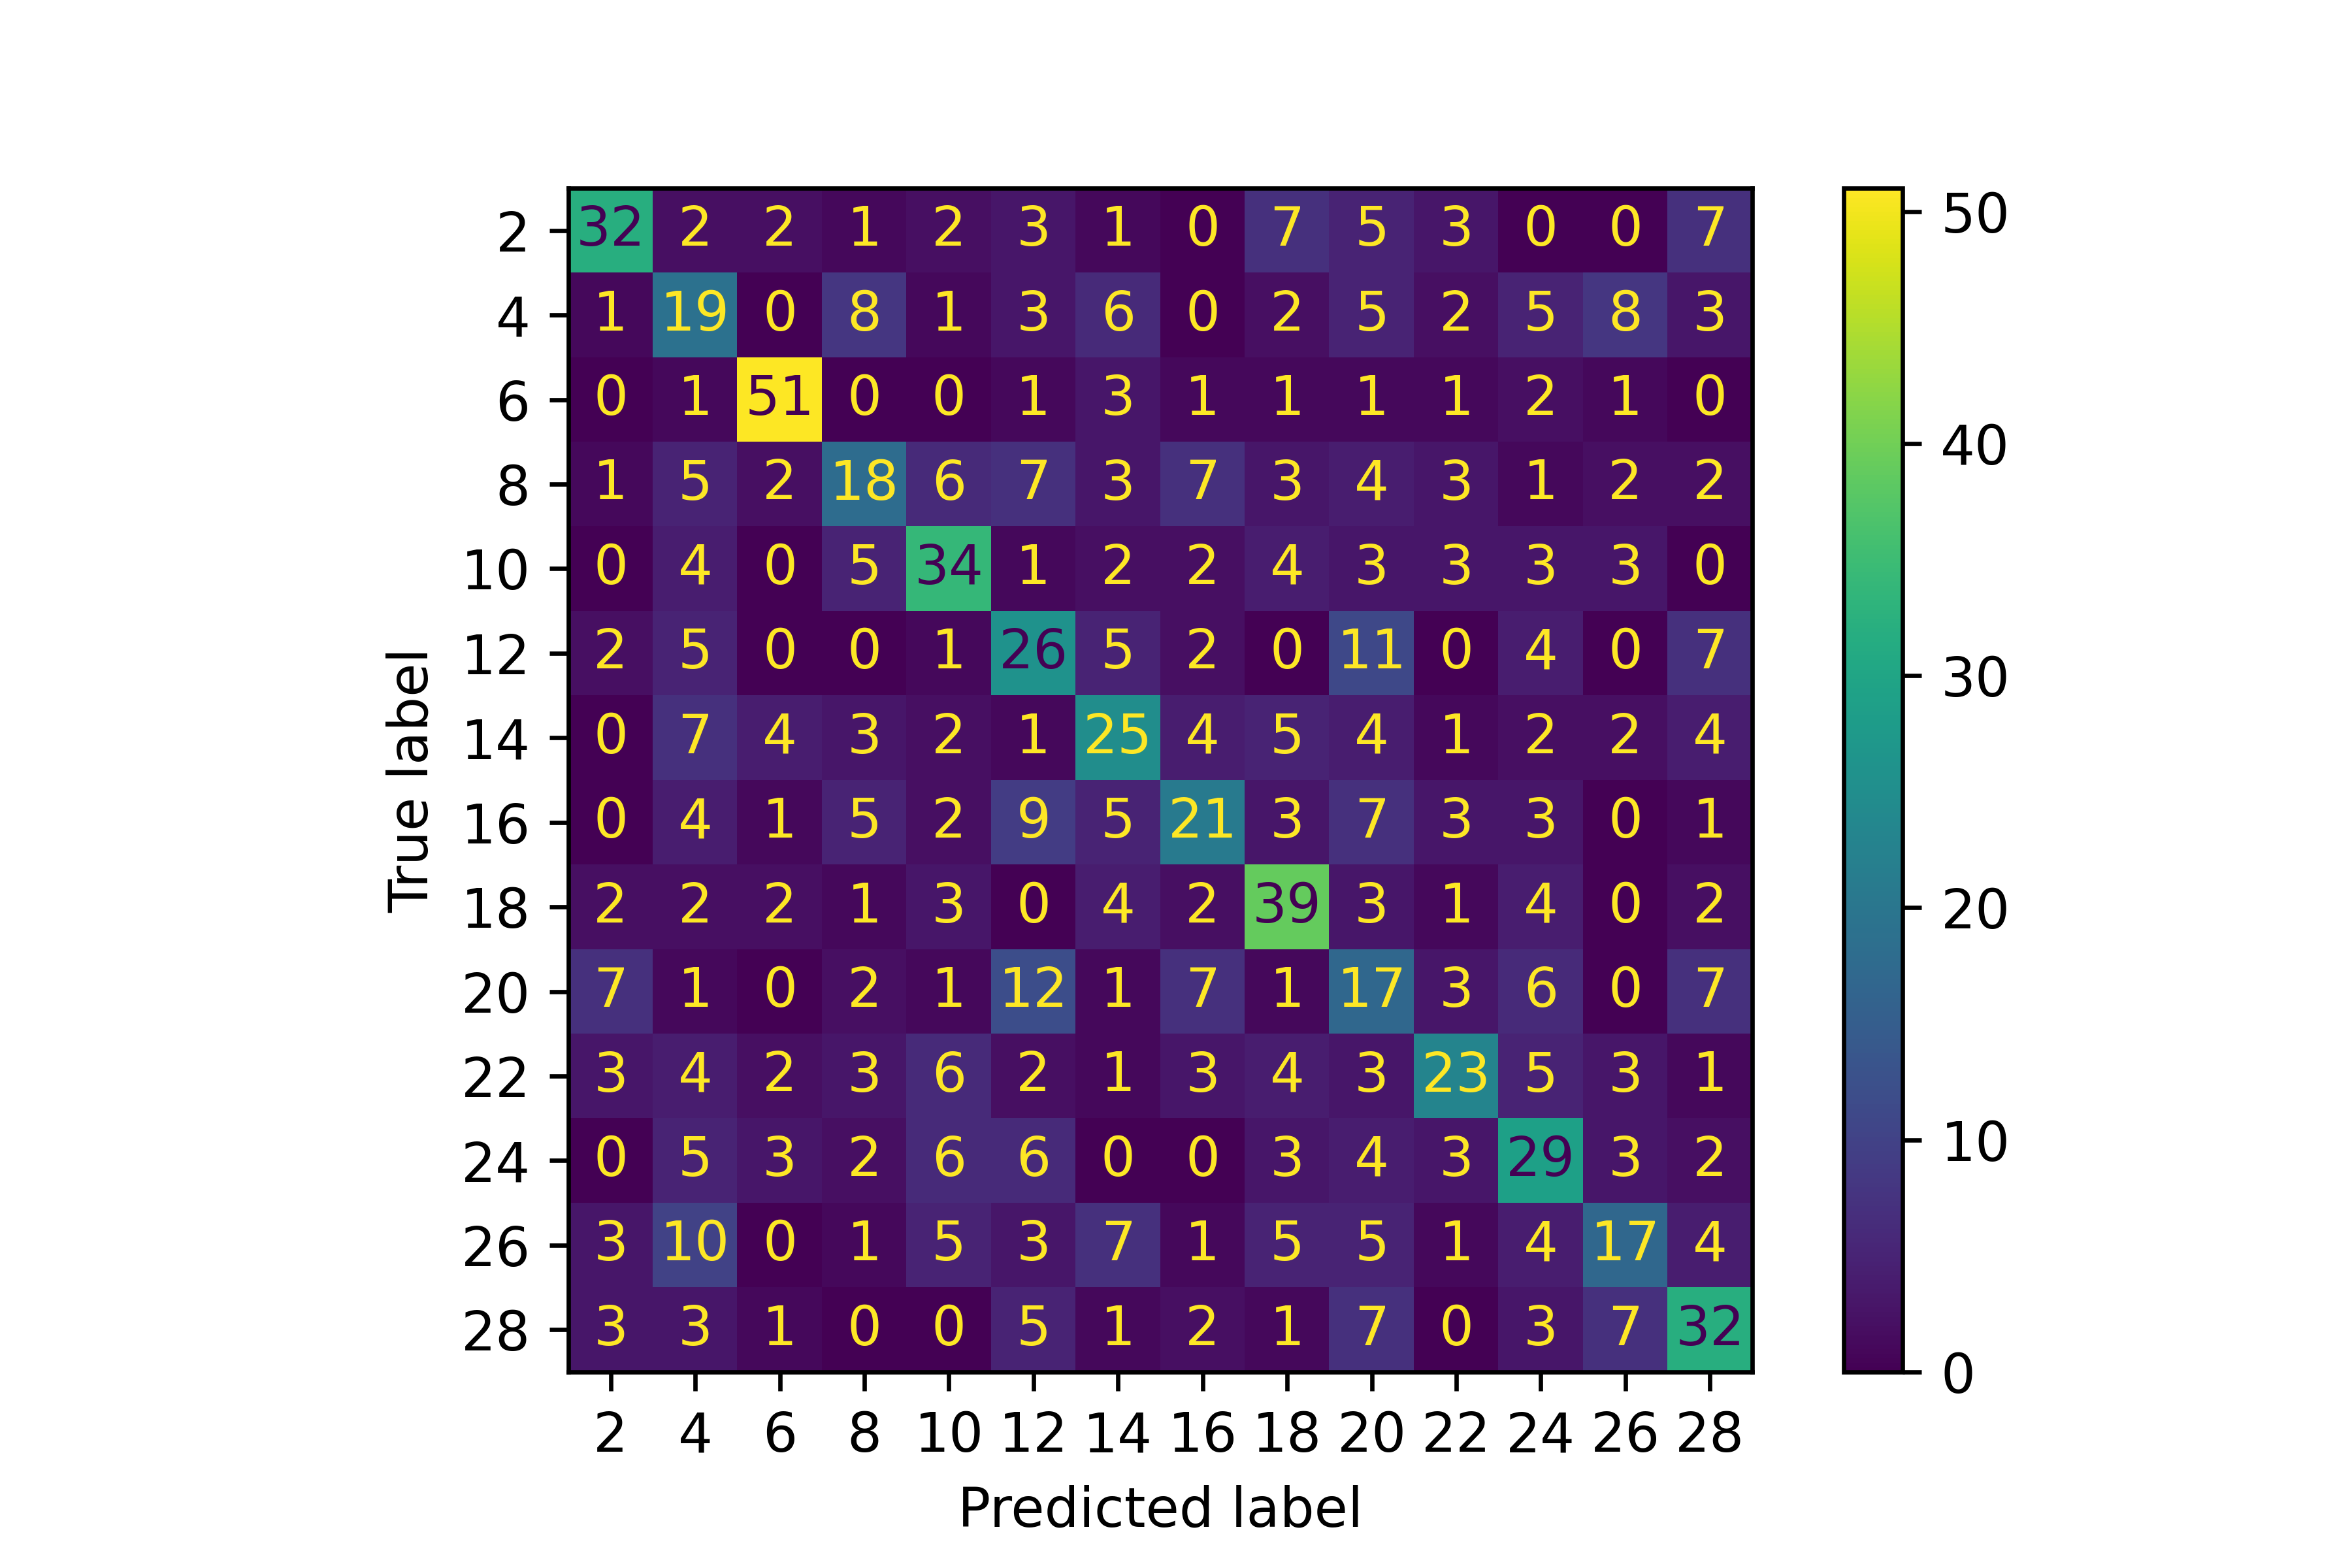 2 32 2 2 1 2 3 1 0 7 5 3 0 0 7
4 1 19 0 8 1 3 6 0 2 5 2 5 8 3
6 0 1 51 0 0 1 3 1 1 1 1 2 1 0
8 1 5 2 18 6 7 3 7 3 4 3 1 2 2
10 0 4 0 5 34 1 2 2 4 3 3 3 3 0
12 2 5 0 0 1 26 5 2 0 11 0 4 0 7
14 0 7 4 3 2 1 25 4 5 4 1 2 2 4
16 0 4 1 5 2 9 5 21 3 7 3 3 0 1
18 2 2 2 1 3 0 4 2 39 3 1 4 0 2
20 7 1 0 2 1 12 1 7 1 17 3 6 0 7
22 3 4 2 3 6 2 1 3 4 3 23 5 3 1
24 0 5 3 2 6 6 0 0 3 4 3 29 3 2
26 3 10 0 1 5 3 7 1 5 5 1 4 17 4
28 3 3 1 0 0 5 1 2 1 7 0 3 7 32
2 4 6 8 10 12 14 16 18 20 22 24 26 28
True label
Predicted label
50
40
30
20
10
0